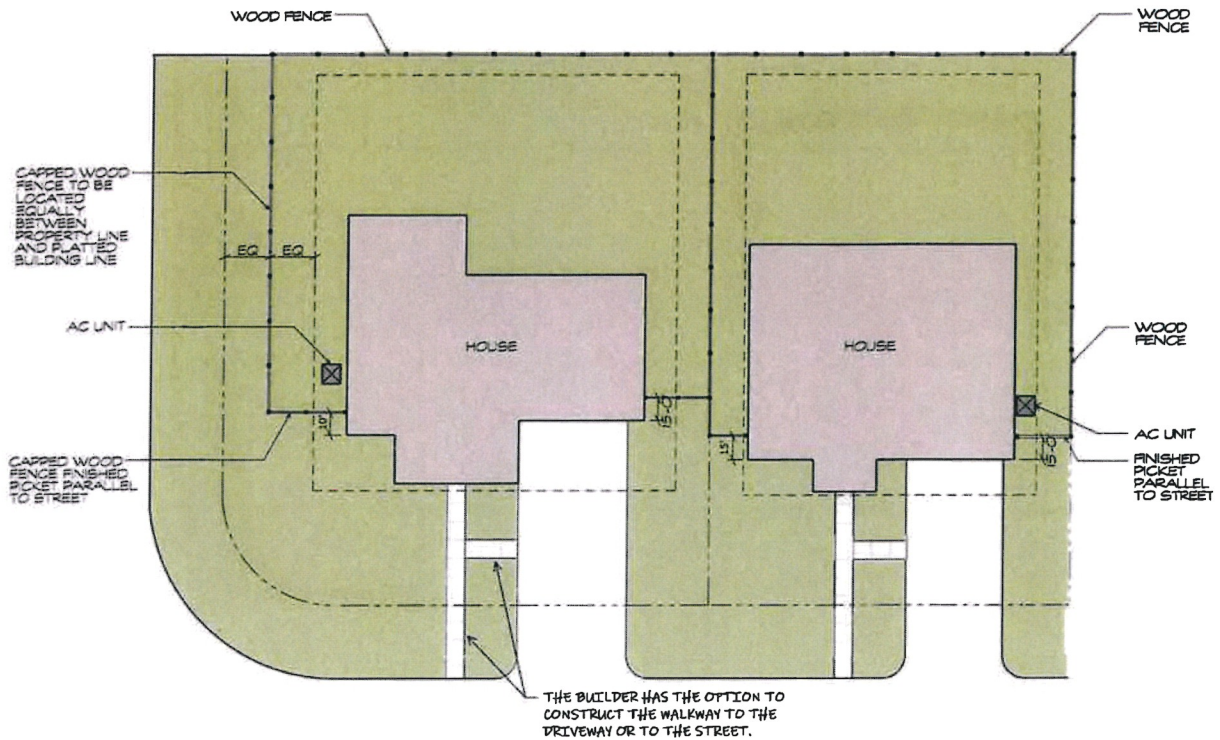 WOOD FENCE
WOOD
FENCE
CAPPED WOOD
FENCE TO BE
LOCATED
EQUALLY
BETWEEN
PROPERTY LINE
AND PLATTED
BUILDING LINE
EQ EQ
AC UNIT
HOUSE
HOUSE
WOOD
FENCE
10'
15'-0
15'
15'-0
AC UNIT
CAPPED WOOD
FENCE FINISHED
PICKET PARALLEL
TO STREET
FINISHED
PICKET
PARALLEL
TO STREET
THE BUILDER HAS THE OPTION TO
CONSTRUCT THE WALKWAY TO THE
DRIVEWAY OR TO THE STREET.